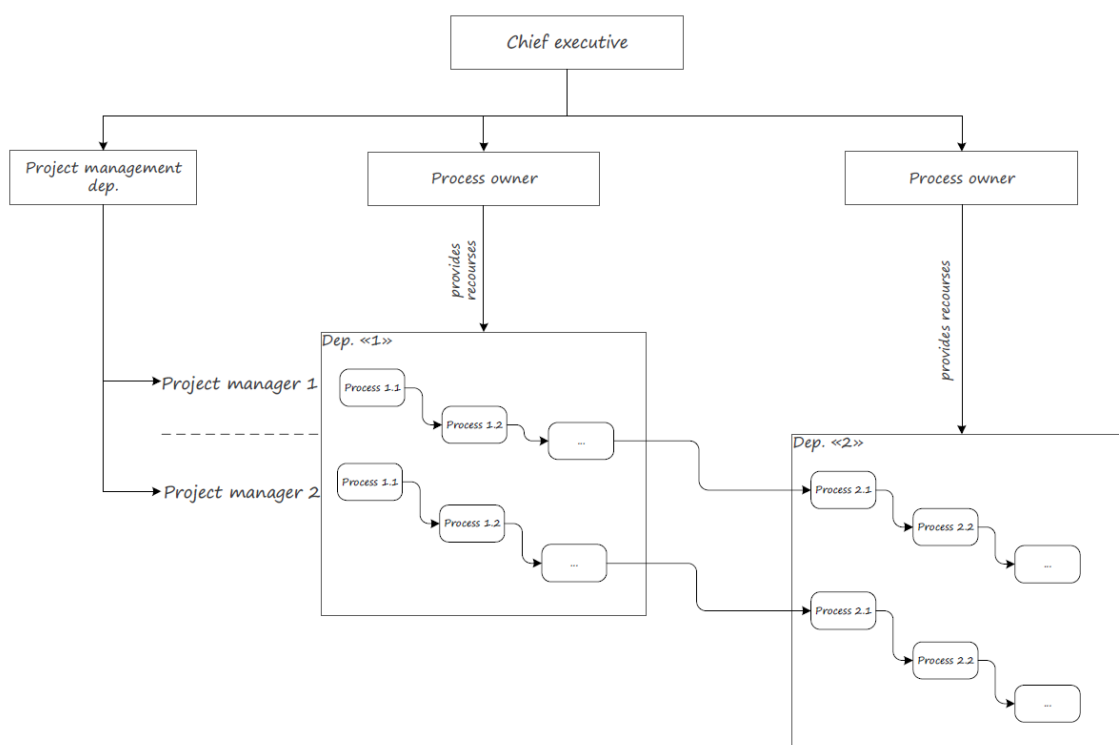 Chief executive
Project management
dep.
Process owner
Process owner
provides
recourses
provides recourses
Dep. «1»
Project manager 1
Process 1.1
Process 1.2
...
Dep. «2»
Project manager 2
Process 1.1
Process 1.2
...
Process 2.1
Process 2.2
...
Process 2.1
Process 2.2
...